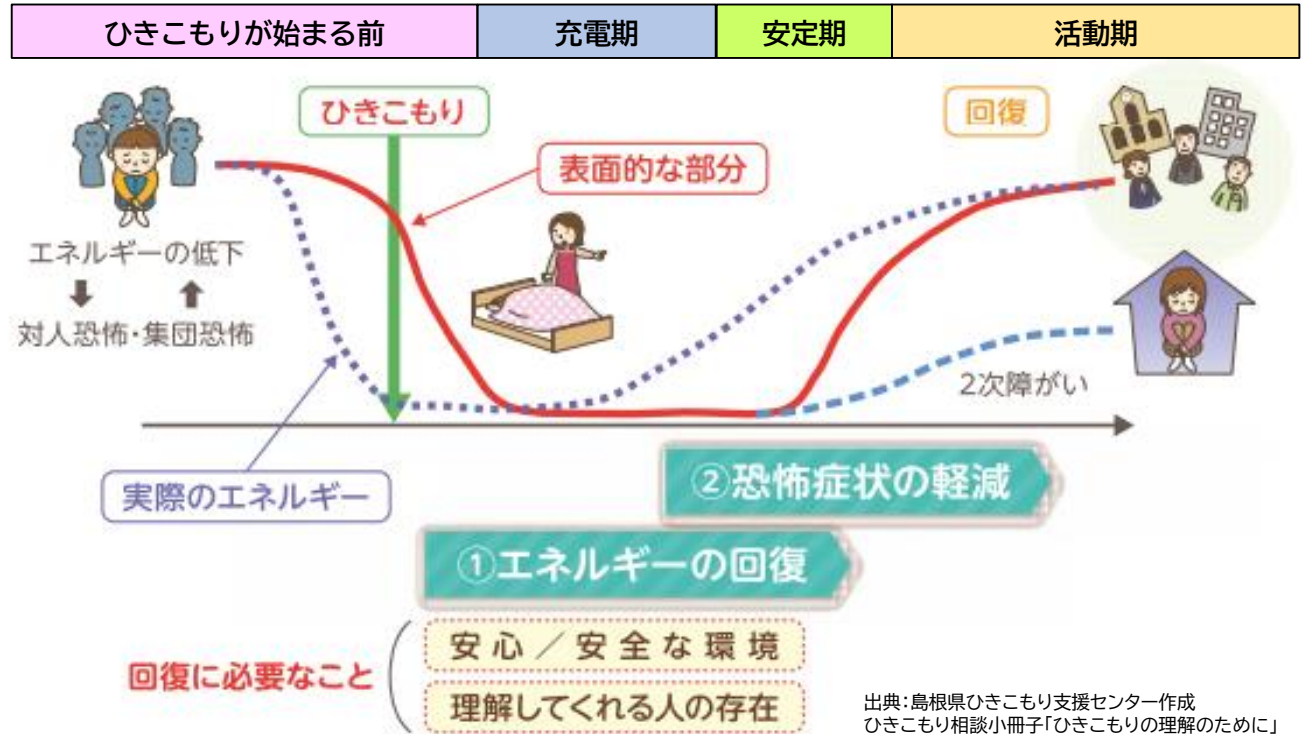 ひきこもりが始まる前
充電期
安定期
活動期
ひきこもり
回復
表面的な部分
エネルギーの低下
対人恐怖・集団恐怖
2次障がい
実際のエネルギー
②恐怖症状の軽減
①エネルギーの回復
回復に必要なこと
安心／安全な環境
理解してくれる人の存在
出典：島根県ひきこもり支援センター作成
ひきこもり相談小冊子「ひきこもりの理解のために」